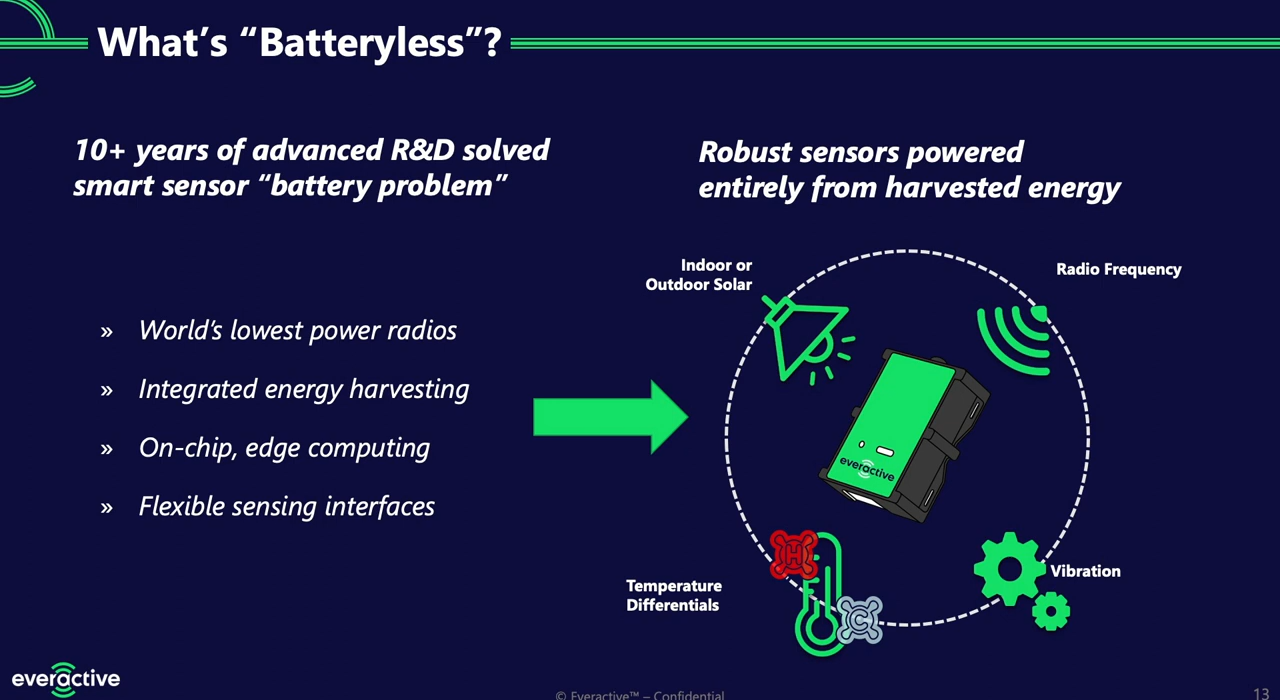 What’s “Batteryless”?
10+ years of advanced R&D solved
smart sensor “battery problem”
» World’s lowest power radios
» Integrated energy harvesting
» On-chip, edge computing
» Flexible sensing interfaces
Robust sensors powered
entirely from harvested energy
Indoor or
Outdoor Solar
Radio Frequency
everactive
H
C
Temperature
Differentials
Vibration
everactive
© Everactive™ – Confidential
13